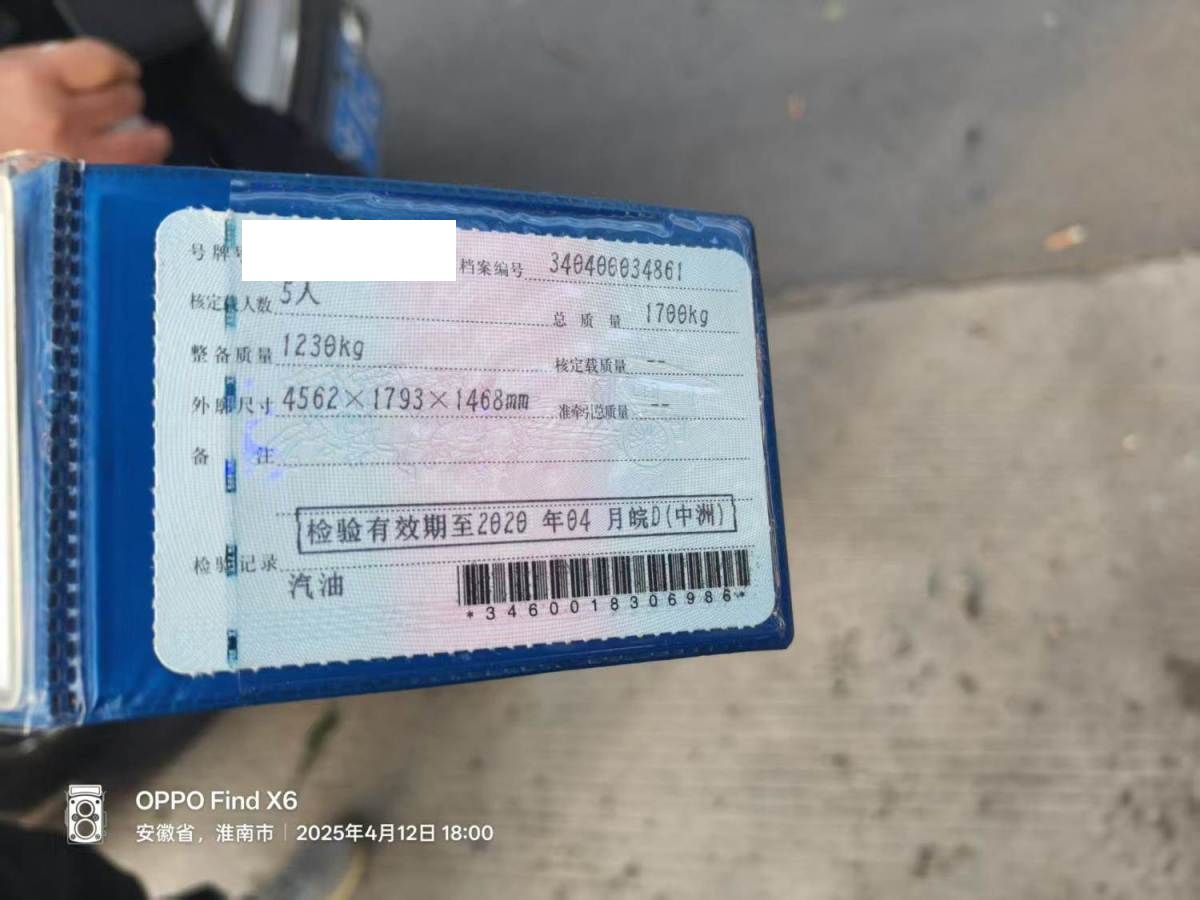 号牌号 档案编号 340400034861
核定载人数 5人 总质量 1700kg
整备质量 1230kg 核定载质量 --
外廓尺寸 4562×1793×1468mm 准牵引总质量 --
备注
检验有效期至2020 年04 月皖D(中洲)
检验记录
汽油
*3460018306986*
OPPO Find X6
安徽省，淮南市 2025年4月12日 18:00